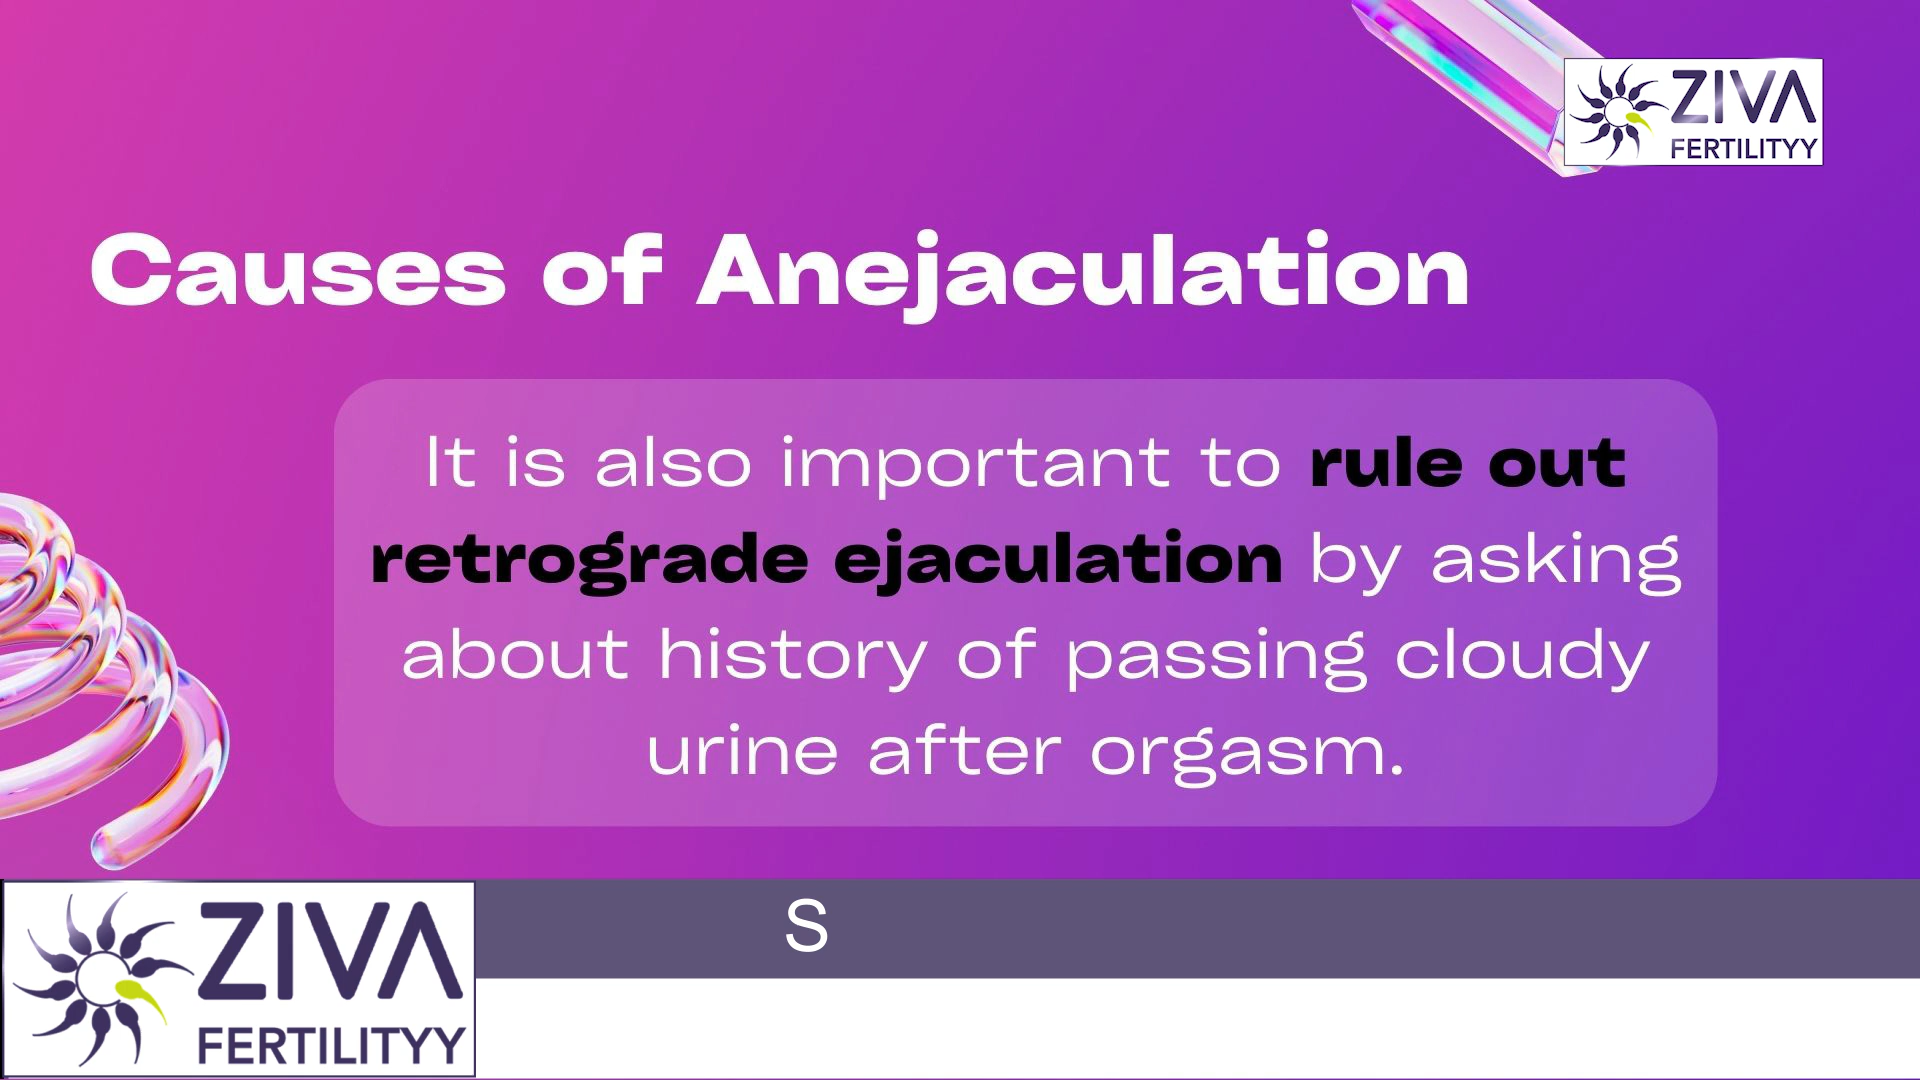 ZIVA
FERTILITYY
Causes of Anejaculation
It is also important to rule out
retrograde ejaculation by asking
about history of passing cloudy
urine after orgasm.
S
ZIVA
FERTILITYY